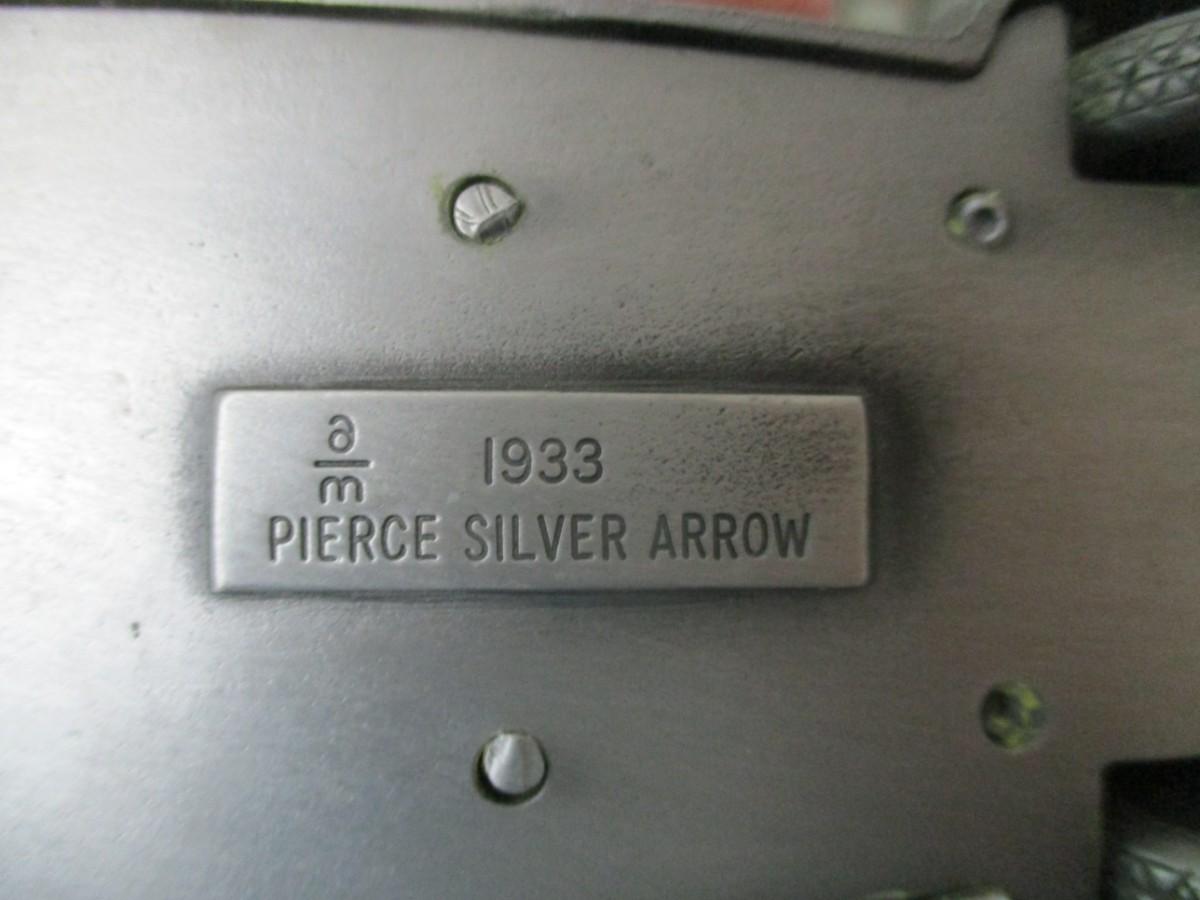 a
m
1933
PIERCE SILVER ARROW